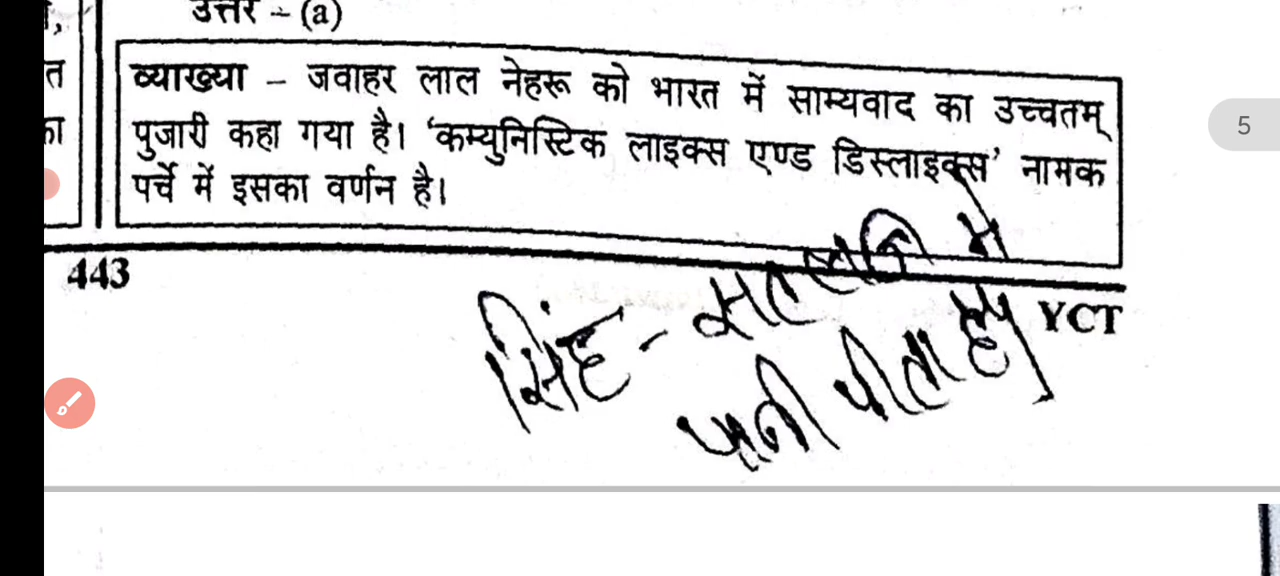 उत्तर – (a)
व्याख्या – जवाहर लाल नेहरू को भारत में साम्यवाद का उच्चतम्
पुजारी कहा गया है। ‘कम्युनिस्टिक लाइक्स एण्ड डिस्लाइक्स’ नामक
पर्चे में इसका वर्णन है।
443
YCT
सिंह- में
पानी पीता है।
5